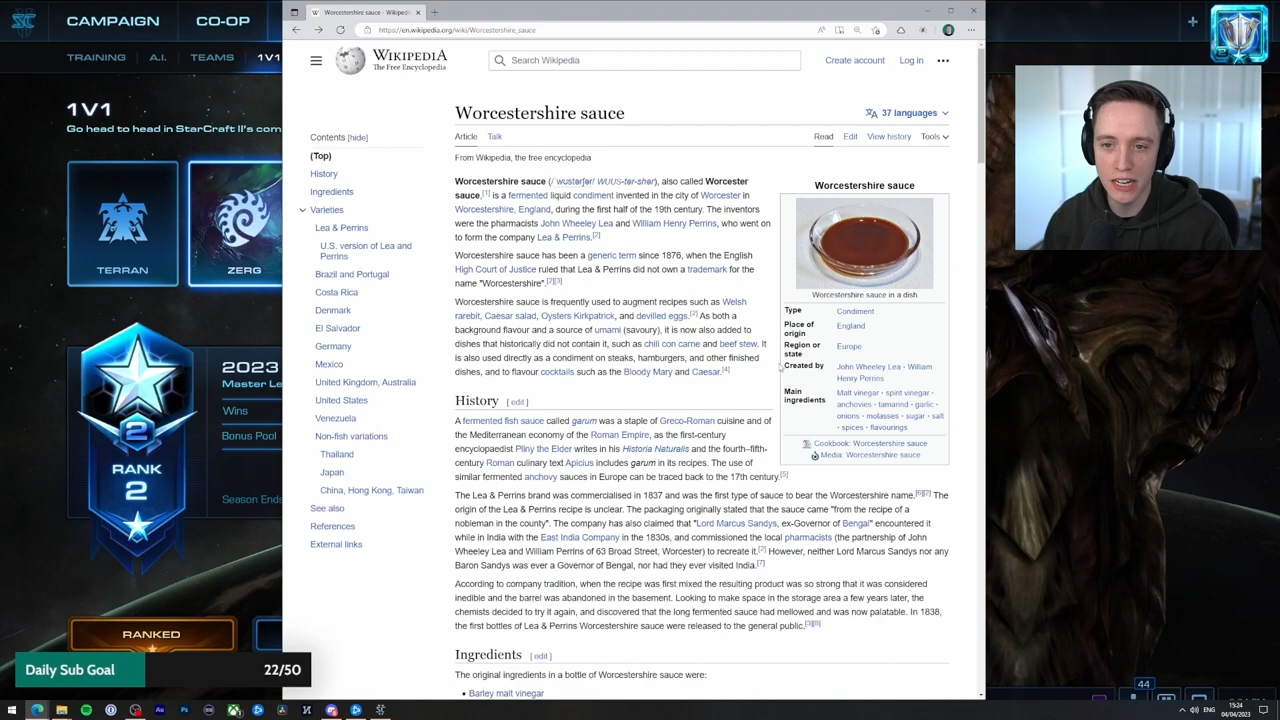 CAMPAIGN
CO-OP
TRAINING
A.I.
TEAMS
1V1
1V1
Go head to head in StarCraft II's com
TERRAN
ZERG
2023
Master Le
Wins
Bonus Pool
2
RANK
2
Season Ends
RANKED
Daily Sub Goal
22/50
Worcestershire sauce - Wikipedi
https://en.wikipedia.org/wiki/Worcestershire_sauce
WIKIPEDIA
The Free Encyclopedia
Search Wikipedia
Create account
Log in
Contents [hide]
(Top)
History
Ingredients
Varieties
Lea & Perrins
U.S. version of Lea and
Perrins
Brazil and Portugal
Costa Rica
Denmark
El Salvador
Germany
Mexico
United Kingdom, Australia
United States
Venezuela
Non-fish variations
Thailand
Japan
China, Hong Kong, Taiwan
See also
References
External links
Worcestershire sauce
37 languages
Article
Talk
Read
Edit
View history
Tools
From Wikipedia, the free encyclopedia
Worcestershire sauce (/ˈwʊstərʃər/ WUUS-tər-shər), also called Worcester
sauce,[1] is a fermented liquid condiment invented in the city of Worcester in
Worcestershire, England, during the first half of the 19th century. The inventors
were the pharmacists John Wheeley Lea and William Henry Perrins, who went on
to form the company Lea & Perrins.[2]
Worcestershire sauce has been a generic term since 1876, when the English
High Court of Justice ruled that Lea & Perrins did not own a trademark for the
name "Worcestershire".[2][3]
Worcestershire sauce is frequently used to augment recipes such as Welsh
rarebit, Caesar salad, Oysters Kirkpatrick, and devilled eggs.[2] As both a
background flavour and a source of umami (savoury), it is now also added to
dishes that historically did not contain it, such as chili con carne and beef stew. It
is also used directly as a condiment on steaks, hamburgers, and other finished
dishes, and to flavour cocktails such as the Bloody Mary and Caesar.[4]
Worcestershire sauce
Worcestershire sauce in a dish
Type Condiment
Place of
origin England
Region or
state Europe
Created by John Wheeley Lea · William
Henry Perrins
Main
ingredients Malt vinegar · spirit vinegar ·
anchovies · tamarind · garlic ·
onions · molasses · sugar · salt
· spices · flavourings
Cookbook: Worcestershire sauce
Media: Worcestershire sauce
History [ edit ]
A fermented fish sauce called garum was a staple of Greco-Roman cuisine and of
the Mediterranean economy of the Roman Empire, as the first-century
encyclopaedist Pliny the Elder writes in his Historia Naturalis and the fourth–fifth-
century Roman culinary text Apicius includes garum in its recipes. The use of
similar fermented anchovy sauces in Europe can be traced back to the 17th century.[5]
The Lea & Perrins brand was commercialised in 1837 and was the first type of sauce to bear the Worcestershire name.[6][2] The
origin of the Lea & Perrins recipe is unclear. The packaging originally stated that the sauce came "from the recipe of a
nobleman in the county". The company has also claimed that "Lord Marcus Sandys, ex-Governor of Bengal" encountered it
while in India with the East India Company in the 1830s, and commissioned the local pharmacists (the partnership of John
Wheeley Lea and William Perrins of 63 Broad Street, Worcester) to recreate it.[2] However, neither Lord Marcus Sandys nor any
Baron Sandys was ever a Governor of Bengal, nor had they ever visited India.[7]
According to company tradition, when the recipe was first mixed the resulting product was so strong that it was considered
inedible and the barrel was abandoned in the basement. Looking to make space in the storage area a few years later, the
chemists decided to try it again, and discovered that the long fermented sauce had mellowed and was now palatable. In 1838,
the first bottles of Lea & Perrins Worcestershire sauce were released to the general public.[3][8]
Ingredients [ edit ]
The original ingredients in a bottle of Worcestershire sauce were:
• Barley malt vinegar
44
ENG
15:24
04/04/2023